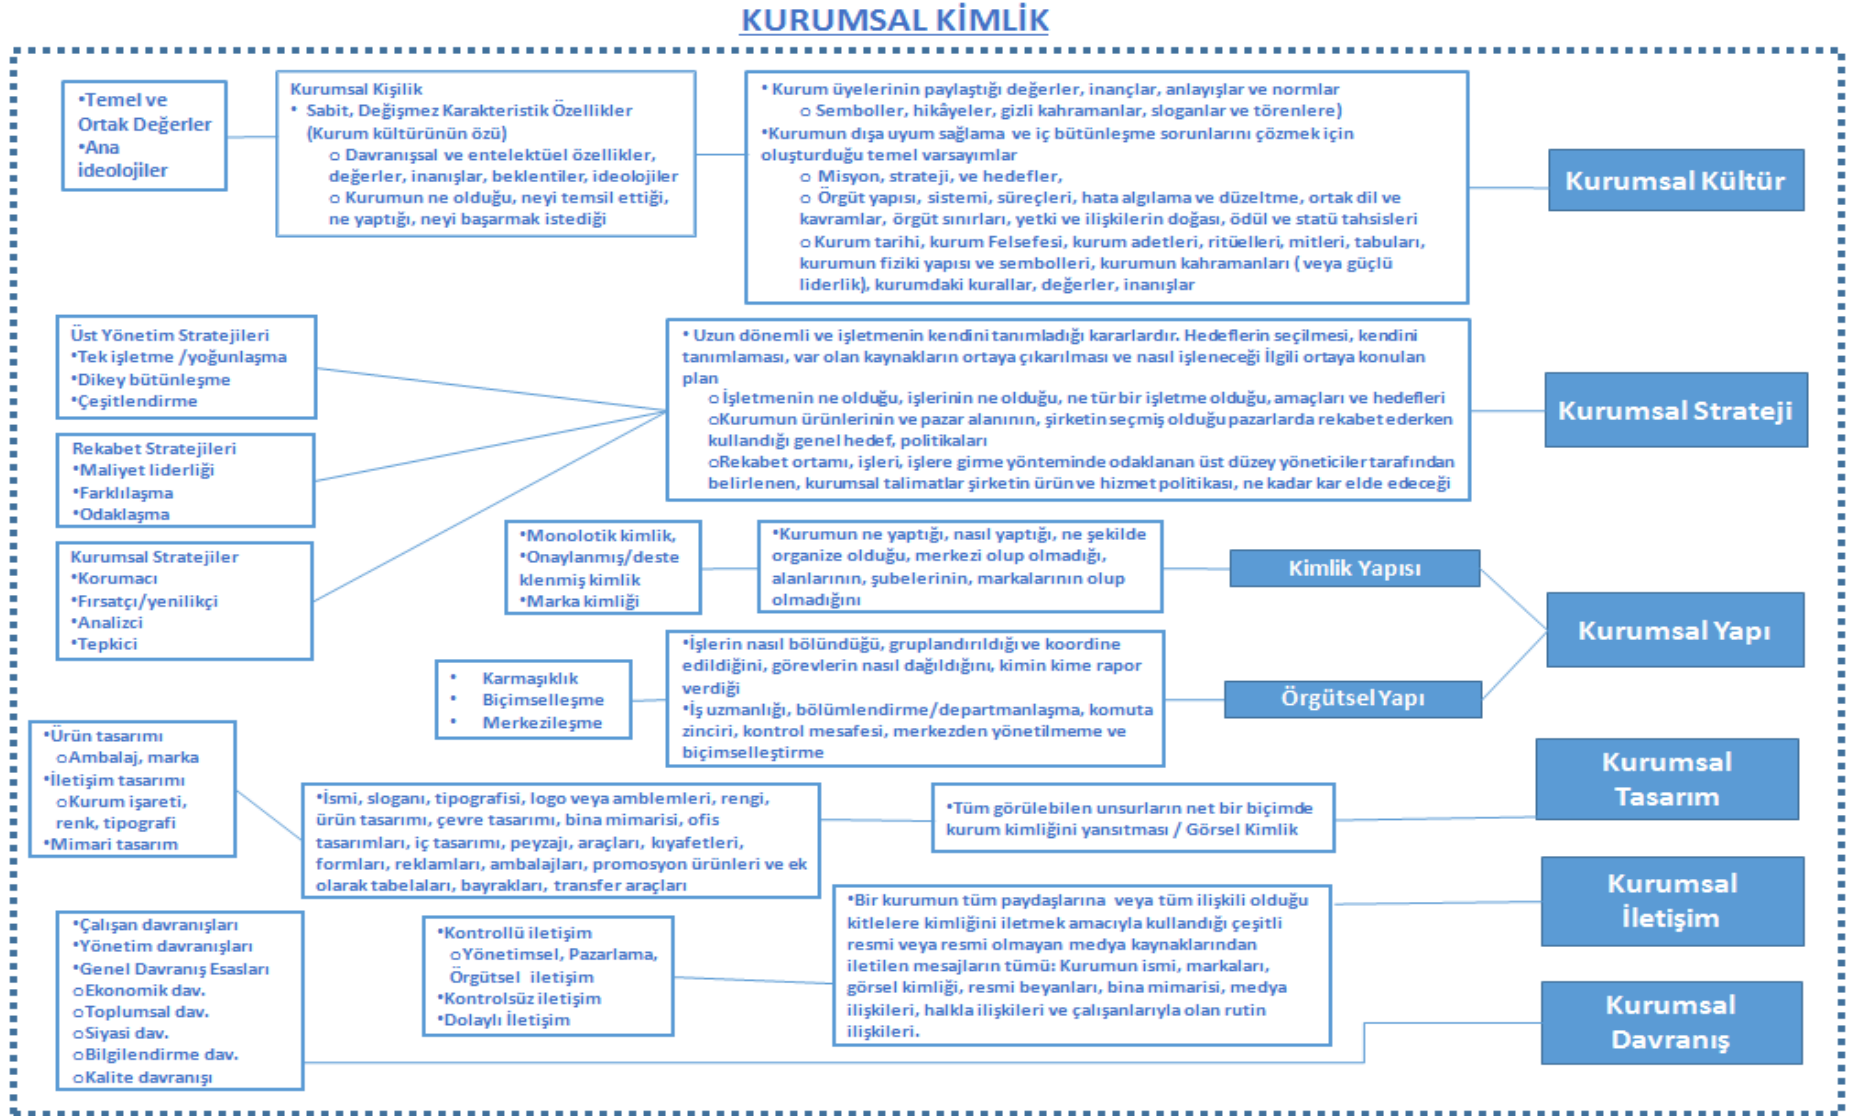 KURUMSAL KİMLİK
•Temel ve
Ortak Değerler
•Ana
ideolojiler
Kurumsal Kişilik
• Sabit, Değişmez Karakteristik Özellikler
(Kurum kültürünün özü)
o Davranışsal ve entelektüel özellikler,
değerler, inanışlar, beklentiler, ideolojiler
o Kurumun ne olduğu, neyi temsil ettiği,
ne yaptığı, neyi başarmak istediği
• Kurum üyelerinin paylaştığı değerler, inançlar, anlayışlar ve normlar
o Semboller, hikâyeler, gizli kahramanlar, sloganlar ve törenlere)
•Kurumun dışa uyum sağlama ve iç bütünleşme sorunlarını çözmek için
oluşturduğu temel varsayımlar
o Misyon, strateji, ve hedefler,
o Örgüt yapısı, sistemi, süreçleri, hata algılama ve düzeltme, ortak dil ve
kavramlar, örgüt sınırları, yetki ve ilişkilerin doğası, ödül ve statü tahsisleri
o Kurum tarihi, kurum Felsefesi, kurum adetleri, ritüelleri, mitleri, tabuları,
kurumun fiziki yapısı ve sembolleri, kurumun kahramanları ( veya güçlü
liderlik), kurumdaki kurallar, değerler, inanışlar
Kurumsal Kültür
Üst Yönetim Stratejileri
•Tek işletme /yoğunlaşma
•Dikey bütünleşme
•Çeşitlendirme
Rekabet Stratejileri
•Maliyet liderliği
•Farklılaşma
•Odaklaşma
Kurumsal Stratejiler
•Korumacı
•Fırsatçı/yenilikçi
•Analizci
•Tepkici
• Uzun dönemli ve işletmenin kendini tanımladığı kararlardır. Hedeflerin seçilmesi, kendini
tanımlaması, var olan kaynakların ortaya çıkarılması ve nasıl işleneceği İlgili ortaya konulan
plan
o İşletmenin ne olduğu, işlerinin ne olduğu, ne tür bir işletme olduğu, amaçları ve hedefleri
oKurumun ürünlerinin ve pazar alanının, şirketin seçmiş olduğu pazarlarda rekabet ederken
kullandığı genel hedef, politikaları
oRekabet ortamı, işleri, işlere girme yönteminde odaklanan üst düzey yöneticiler tarafından
belirlenen, kurumsal talimatlar şirketin ürün ve hizmet politikası, ne kadar kar elde edeceği
Kurumsal Strateji
•Monolotik kimlik,
•Onaylanmış/deste
klenmiş kimlik
•Marka kimliği
•Kurumun ne yaptığı, nasıl yaptığı, ne şekilde
organize olduğu, merkezi olup olmadığı,
alanlarının, şubelerinin, markalarının olup
olmadığını
Kimlik Yapısı
• Karmaşıklık
• Biçimselleşme
• Merkezileşme
•İşlerin nasıl bölündüğü, gruplandırıldığı ve koordine
edildiğini, görevlerin nasıl dağıldığını, kimin kime rapor
verdiği
•İş uzmanlığı, bölümlendirme/departmanlaşma, komuta
zinciri, kontrol mesafesi, merkezden yönetilmeme ve
biçimselleştirme
Örgütsel Yapı
Kurumsal Yapı
•Ürün tasarımı
oAmbalaj, marka
•İletişim tasarımı
oKurum işareti,
renk, tipografi
•Mimari tasarım
•İsmi, sloganı, tipografisi, logo veya amblemleri, rengi,
ürün tasarımı, çevre tasarımı, bina mimarisi, ofis
tasarımları, iç tasarımı, peyzajı, araçları, kıyafetleri,
formları, reklamları, ambalajları, promosyon ürünleri ve ek
olarak tabelaları, bayrakları, transfer araçları
•Tüm görülebilen unsurların net bir biçimde
kurum kimliğini yansıtması / Görsel Kimlik
Kurumsal
Tasarım
•Kontrollü iletişim
oYönetimsel, Pazarlama,
Örgütsel iletişim
•Kontrolsüz iletişim
•Dolaylı İletişim
•Bir kurumun tüm paydaşlarına veya tüm ilişkili olduğu
kitlelere kimliğini iletmek amacıyla kullandığı çeşitli
resmi veya resmi olmayan medya kaynaklarından
iletilen mesajların tümü: Kurumun ismi, markaları,
görsel kimliği, resmi beyanları, bina mimarisi, medya
ilişkileri, halkla ilişkileri ve çalışanlarıyla olan rutin
ilişkileri.
Kurumsal
İletişim
•Çalışan davranışları
•Yönetim davranışları
•Genel Davranış Esasları
oEkonomik dav.
oToplumsal dav.
oSiyasi dav.
oBilgilendirme dav.
oKalite davranışı
Kurumsal
Davranış